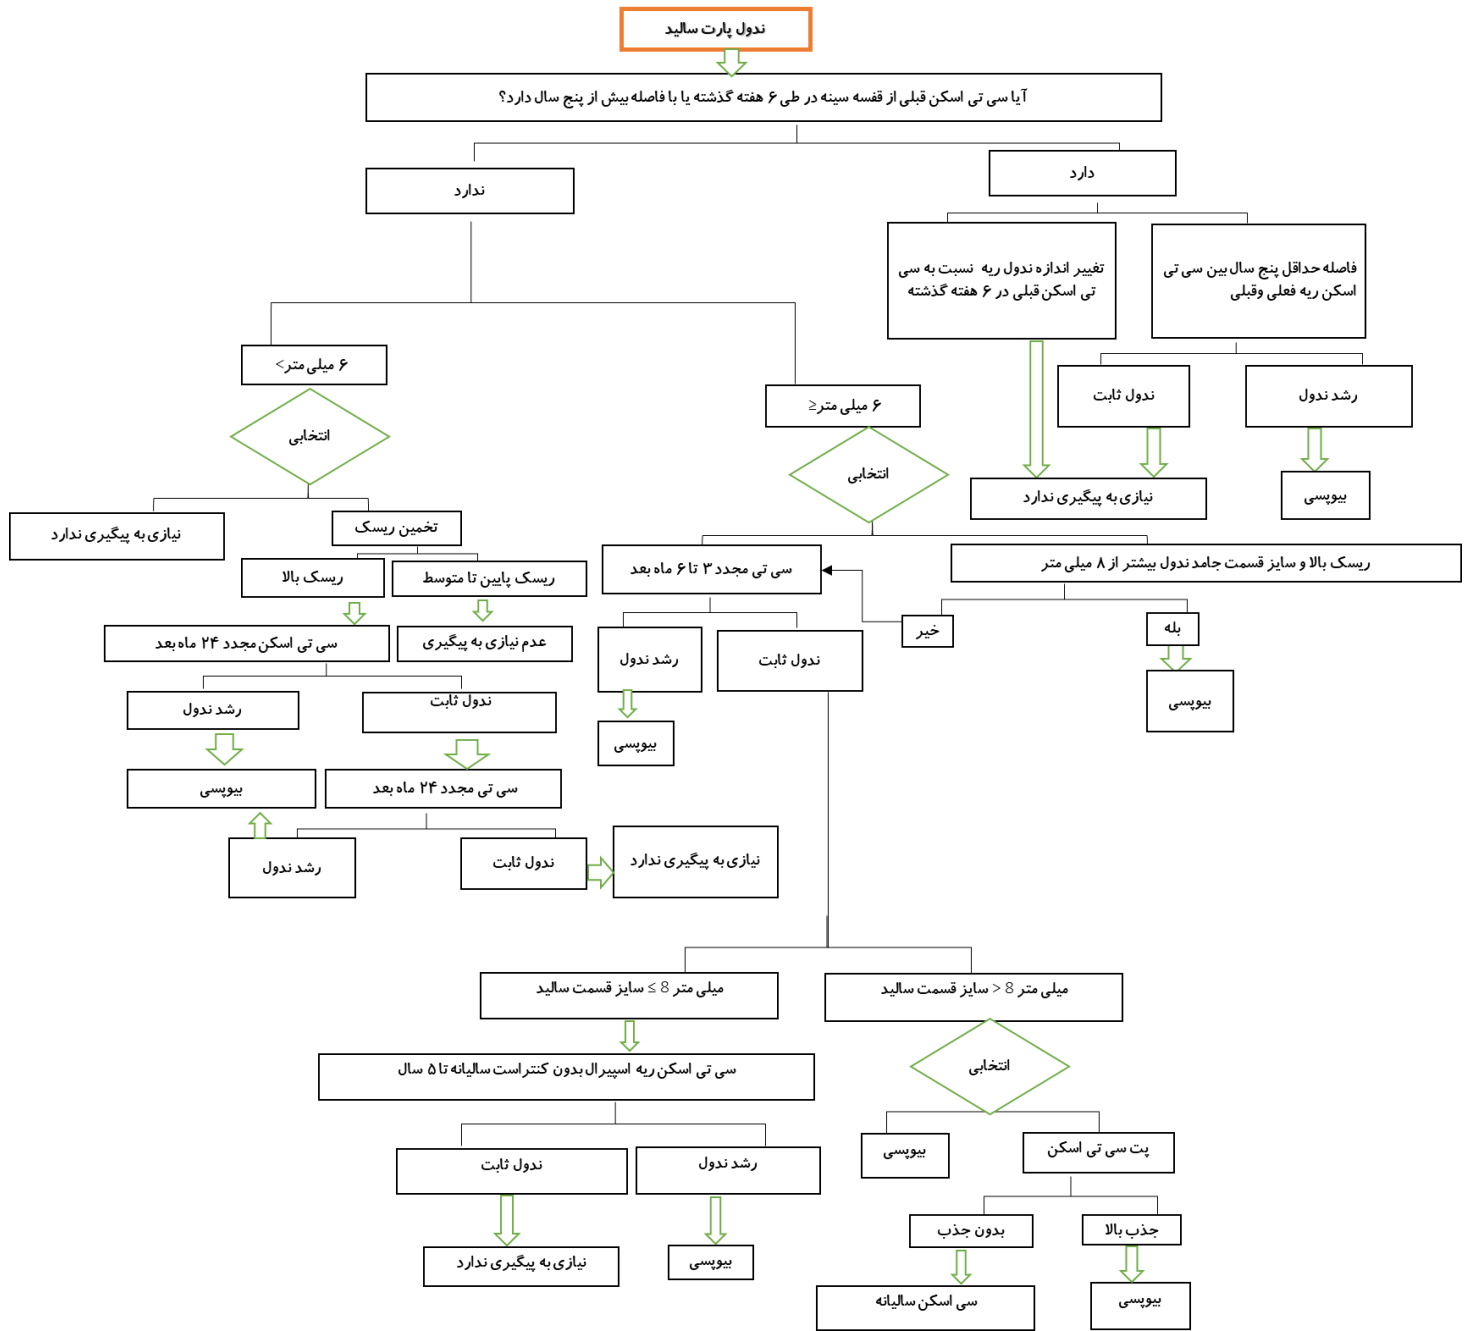 ندول پارت سالید
آیا سی تی اسکن قبلی از قفسه سینه در طی ۶ هفته گذشته یا با فاصله بیش از پنج سال دارد؟
دارد
ندارد
فاصله حداقل پنج سال بین سی تی
اسکن ریه فعلی وقبلی
تغییر اندازه ندول ریه نسبت به سی
تی اسکن قبلی در ۶ هفته گذشته
رشد ندول
ندول ثابت
بیوپسی
نیازی به پیگیری ندارد
۶ میلی متر≥
انتخابی
ریسک بالا و سایز قسمت جامد ندول بیشتر از ۸ میلی متر
سی تی مجدد ۳ تا ۶ ماه بعد
بله
خیر
بیوپسی
ندول ثابت
رشد ندول
بیوپسی
۶ میلی متر>
انتخابی
تخمین ریسک
نیازی به پیگیری ندارد
ریسک پایین تا متوسط
ریسک بالا
عدم نیازی به پیگیری
سی تی اسکن مجدد ۲۴ ماه بعد
ندول ثابت
رشد ندول
سی تی مجدد ۲۴ ماه بعد
بیوپسی
نیازی به پیگیری ندارد
ندول ثابت
رشد ندول
میلی متر 8 < سایز قسمت سالید
میلی متر 8 ≥ سایز قسمت سالید
انتخابی
سی تی اسکن ریه اسپیرال بدون کنتراست سالیانه تا ۵ سال
پت سی تی اسکن
بیوپسی
رشد ندول
ندول ثابت
جذب بالا
بدون جذب
بیوپسی
نیازی به پیگیری ندارد
بیوپسی
سی اسکن سالیانه